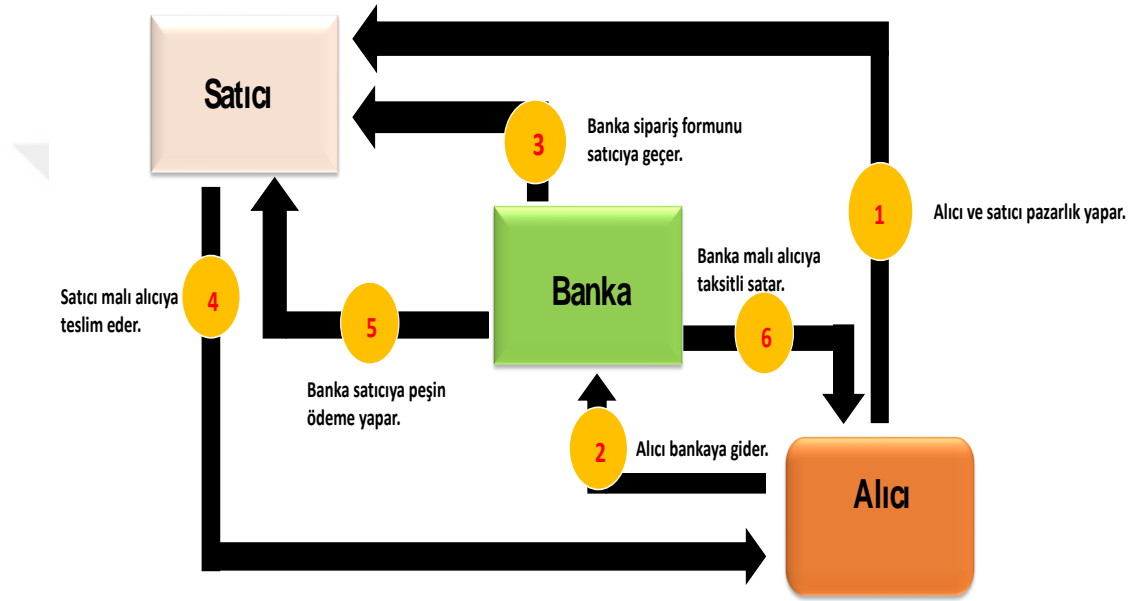 Satıcı
3
Banka sipariş formunu
satıcıya geçer.
1
Alıcı ve satıcı pazarlık yapar.
Banka
Banka malı alıcıya
taksitli satar.
Satıcı malı alıcıya
teslim eder.
4
5
6
Banka satıcıya peşin
ödeme yapar.
2
Alıcı bankaya gider.
Alıcı